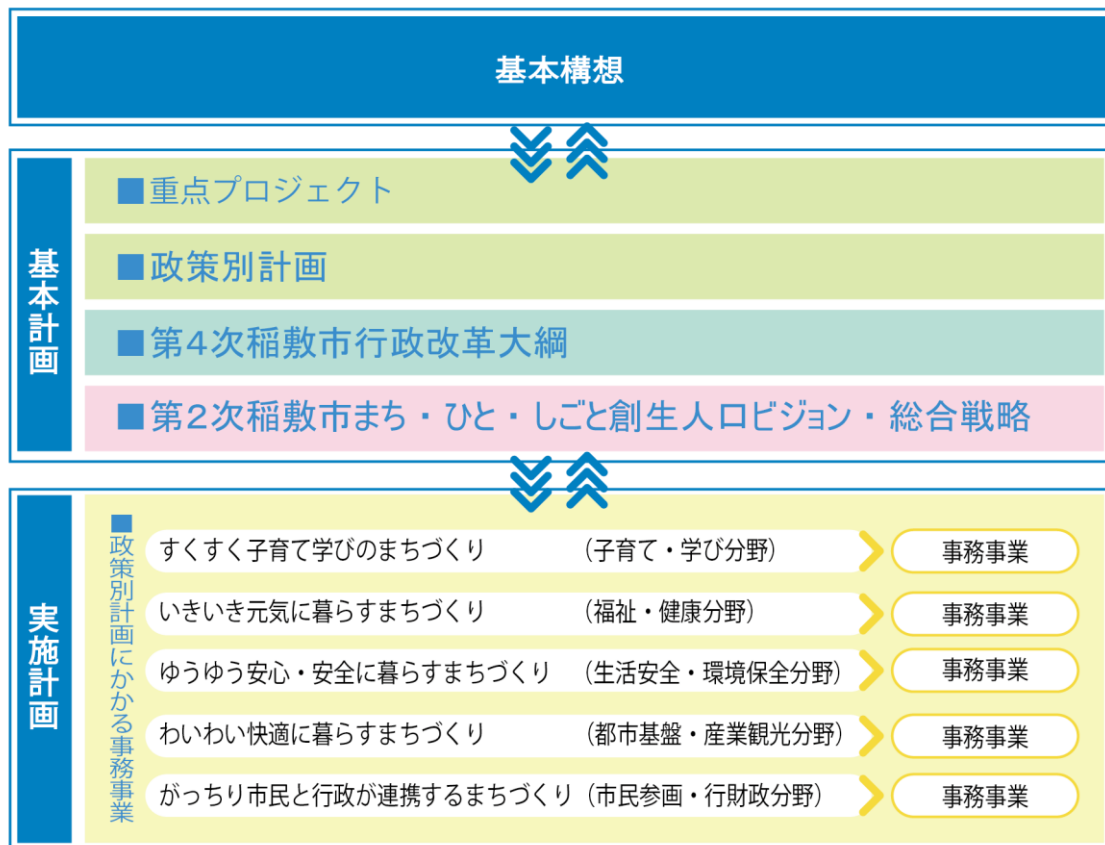 基本構想
基本計画
■重点プロジェクト
■政策別計画
■第4次稲敷市行政改革大綱
■第2次稲敷市まち・ひと・しごと創生人口ビジョン・総合戦略
実施計画
■政策別計画にかかる事務事業
すくすく子育て学びのまちづくり （子育て・学び分野） 事務事業
いきいき元気に暮らすまちづくり （福祉・健康分野） 事務事業
ゆうゆう安心・安全に暮らすまちづくり （生活安全・環境保全分野） 事務事業
わいわい快適に暮らすまちづくり （都市基盤・産業観光分野） 事務事業
がっちり市民と行政が連携するまちづくり （市民参画・行財政分野） 事務事業